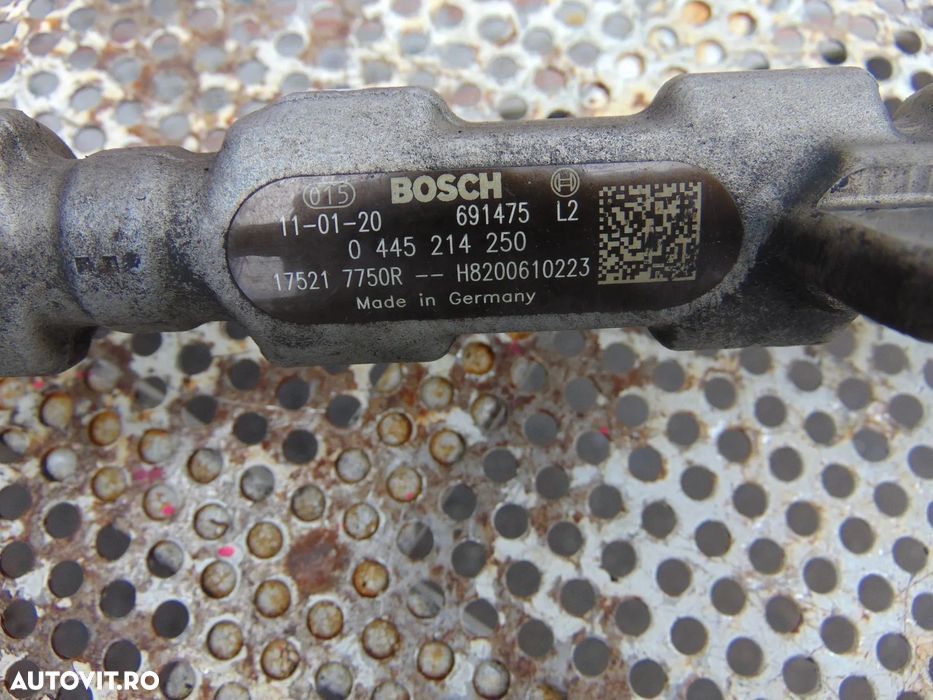 015 BOSCH
11-01-20 691475 L2
0 445 214 250
17521 7750R -- H8200610223
Made in Germany
AUTOVIT.RO